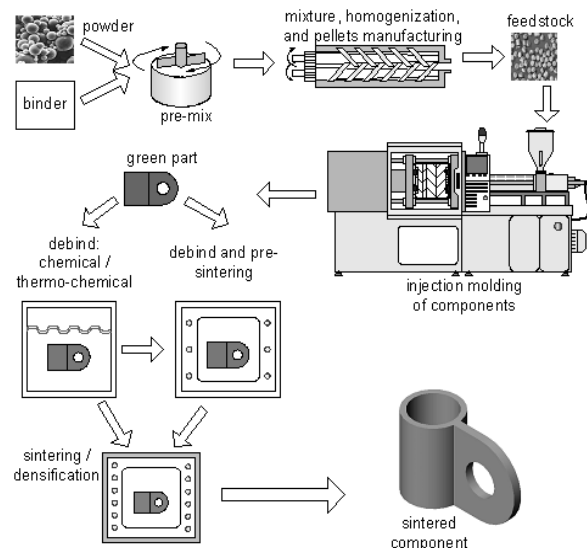 powder
binder
pre-mix
mixture, homogenization,
and pellets manufacturing
feedstock
green part
injection molding
of components
debind:
chemical /
thermo-chemical
debind and pre-
sintering
sintering /
densification
sintered
component